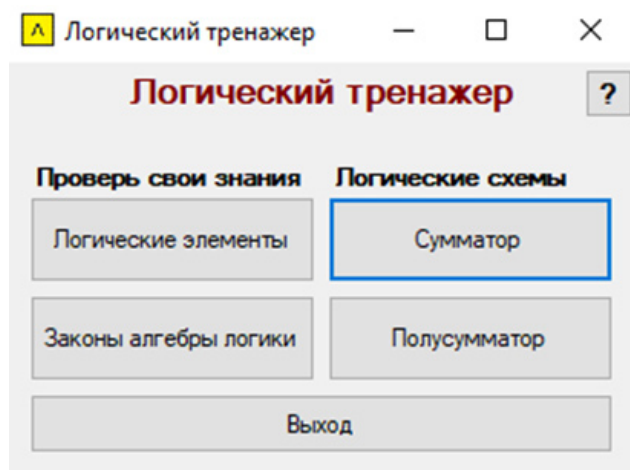 Λ Логический тренажер
Логический тренажер ?
Проверь свои знания Логические схемы
Логические элементы Сумматор
Законы алгебры логики Полусумматор
Выход